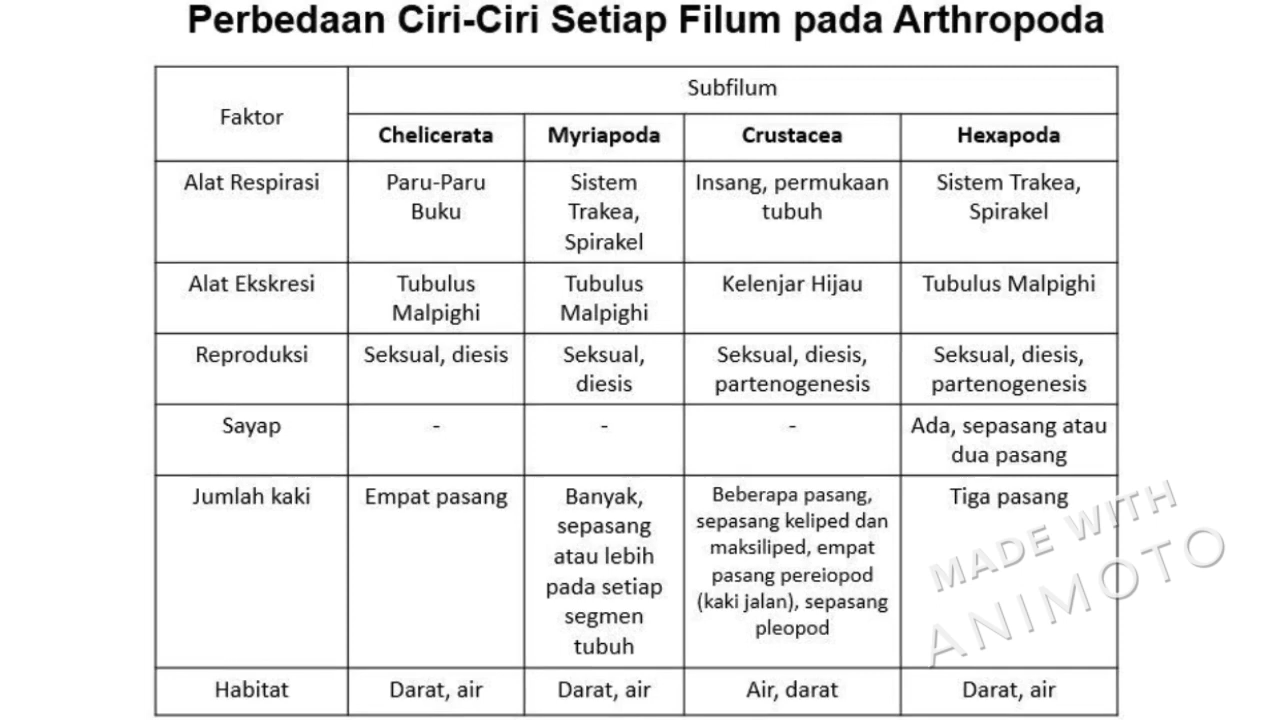 Perbedaan Ciri-Ciri Setiap Filum pada Arthropoda
Faktor
Subfilum
Chelicerata
Myriapoda
Crustacea
Hexapoda
Alat Respirasi
Paru-Paru
Buku
Sistem
Trakea,
Spirakel
Insang, permukaan
tubuh
Sistem Trakea,
Spirakel
Alat Ekskresi
Tubulus
Malpighi
Tubulus
Malpighi
Kelenjar Hijau
Tubulus Malpighi
Reproduksi
Seksual, diesis
Seksual,
diesis
Seksual, diesis,
partenogenesis
Seksual, diesis,
partenogenesis
Sayap
-
-
-
Ada, sepasang atau
dua pasang
Jumlah kaki
Empat pasang
Banyak,
sepasang
atau lebih
pada setiap
segmen
tubuh
Beberapa pasang,
sepasang keliped dan
maksiliped, empat
pasang pereiopod
(kaki jalan), sepasang
pleopod
Tiga pasang
Habitat
Darat, air
Darat, air
Air, darat
Darat, air
MADE WITH
ANIMOTO